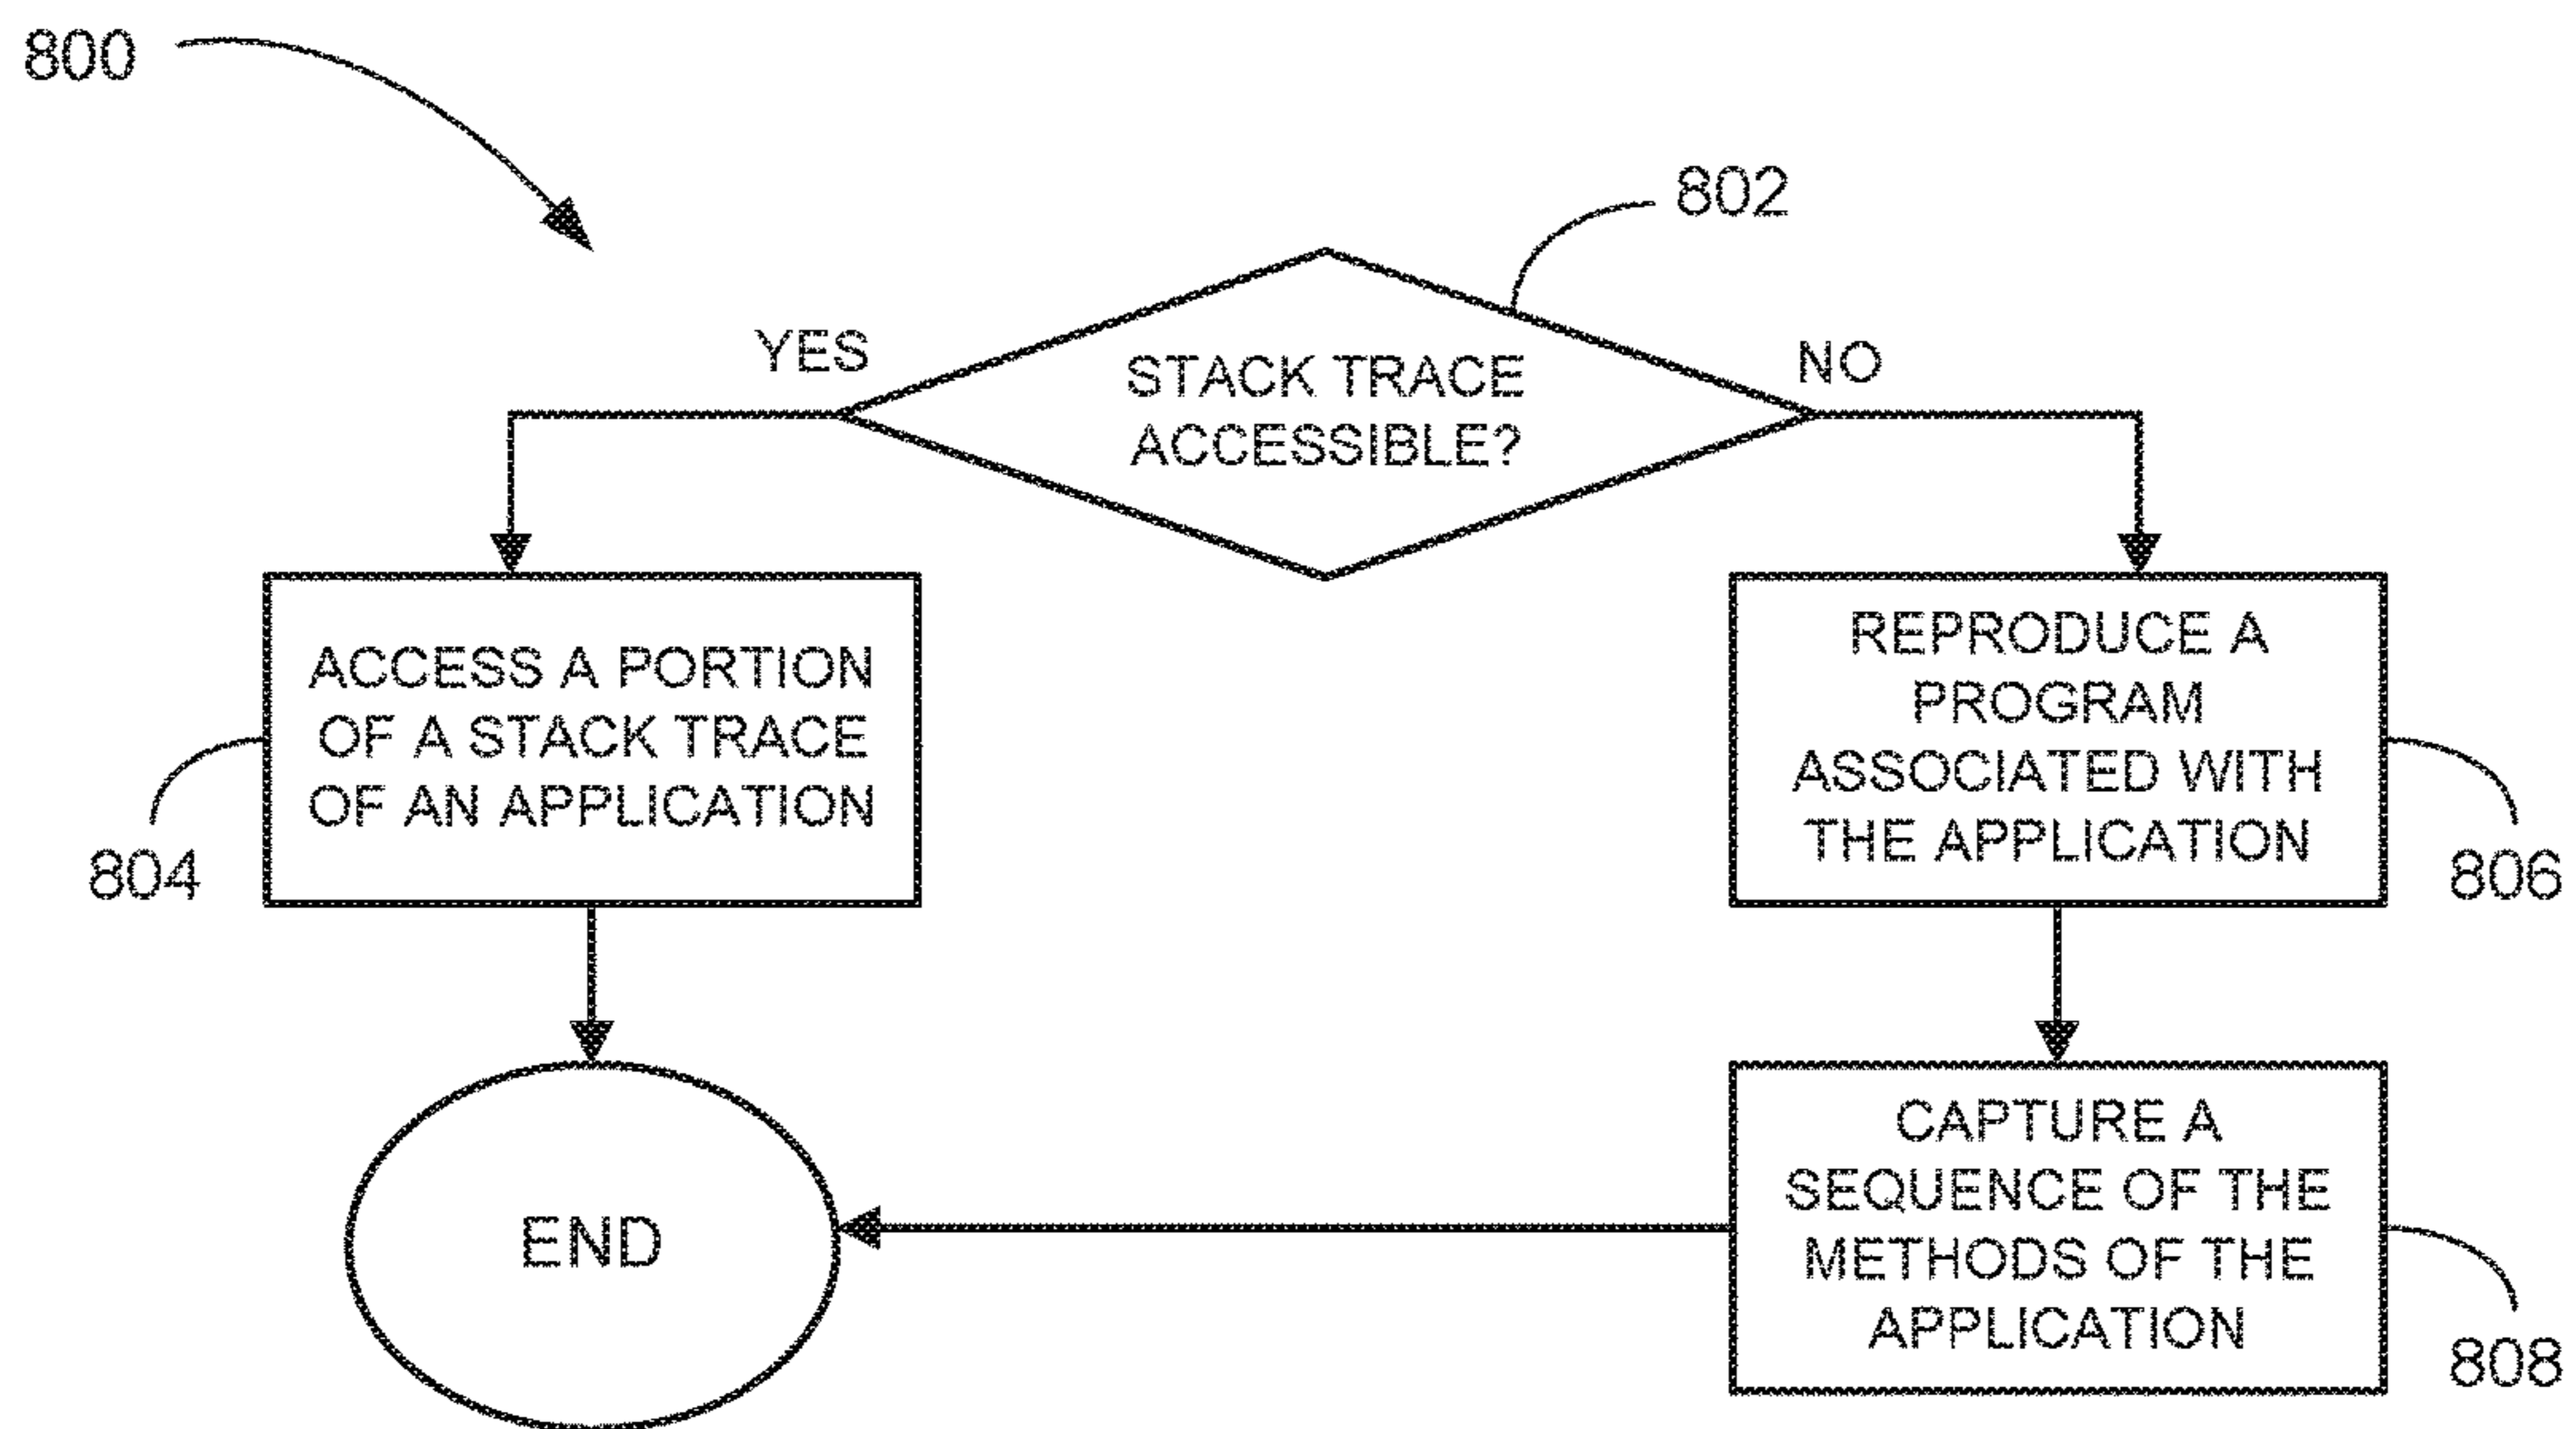 800
802
YES
NO
STACK TRACE
ACCESSIBLE?
ACCESS A PORTION
OF A STACK TRACE
OF AN APPLICATION
804
REPRODUCE A
PROGRAM
ASSOCIATED WITH
THE APPLICATION
806
END
CAPTURE A
SEQUENCE OF THE
METHODS OF THE
APPLICATION
808